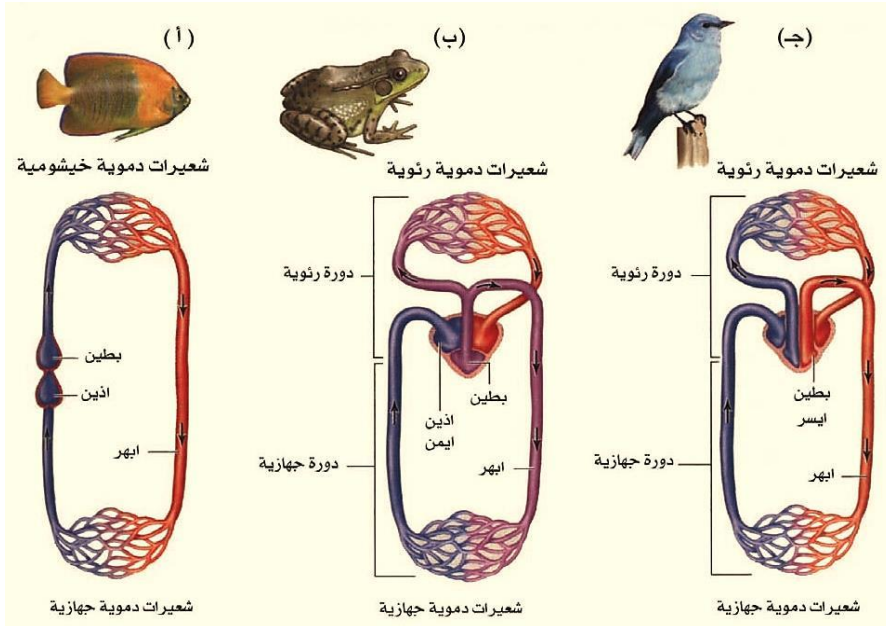 (أ)
(ب)
(جـ)
شعيرات دموية خيشومية
شعيرات دموية رئوية
شعيرات دموية رئوية
دورة رئوية
دورة رئوية
بطين
اذين
ابهر
بطين
اذين
ايمن
ابهر
دورة جهازية
بطين
ايسر
ابهر
دورة جهازية
شعيرات دموية جهازية
شعيرات دموية جهازية
شعيرات دموية جهازية